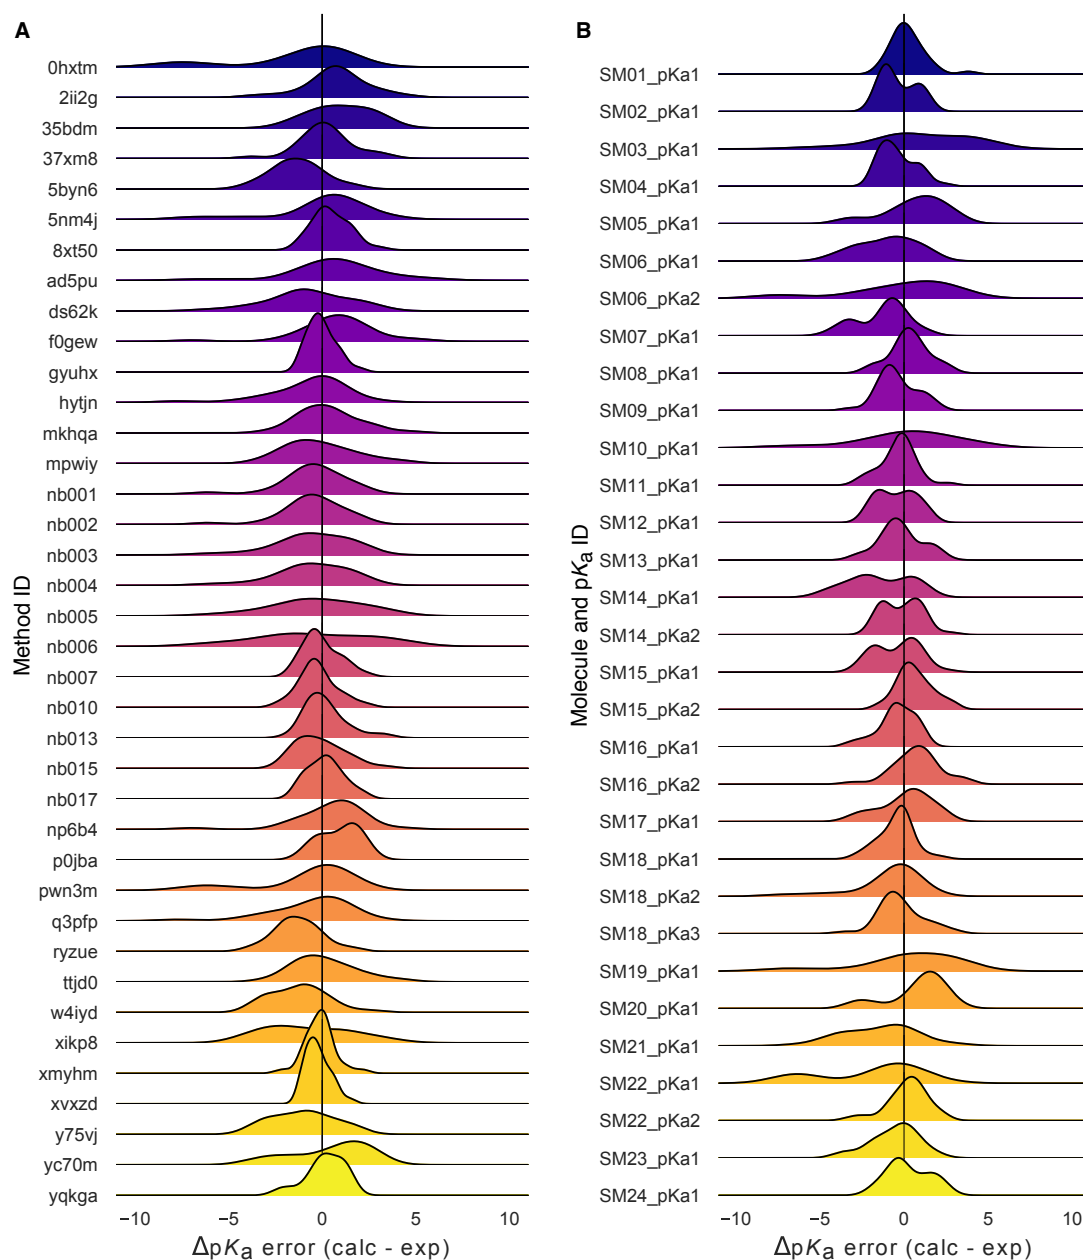 A
0hxtm
2ii2g
35bdm
37xm8
5byn6
5nm4j
8xt50
ad5pu
ds62k
f0gew
gyuhx
hytjn
mkhqa
mpwiy
nb001
nb002
nb003
nb004
nb005
nb006
nb007
nb010
nb013
nb015
nb017
np6b4
p0jba
pwn3m
q3pfp
ryzue
ttjd0
w4iyd
xikp8
xmyhm
xvxzd
y75vj
yc70m
yqkga
Method ID
−10 −5 0 5 10
ΔpKa error (calc - exp)
B
SM01_pKa1
SM02_pKa1
SM03_pKa1
SM04_pKa1
SM05_pKa1
SM06_pKa1
SM06_pKa2
SM07_pKa1
SM08_pKa1
SM09_pKa1
SM10_pKa1
SM11_pKa1
SM12_pKa1
SM13_pKa1
SM14_pKa1
SM14_pKa2
SM15_pKa1
SM15_pKa2
SM16_pKa1
SM16_pKa2
SM17_pKa1
SM18_pKa1
SM18_pKa2
SM18_pKa3
SM19_pKa1
SM20_pKa1
SM21_pKa1
SM22_pKa1
SM22_pKa2
SM23_pKa1
SM24_pKa1
Molecule and pKa ID
−10 −5 0 5 10
ΔpKa error (calc - exp)